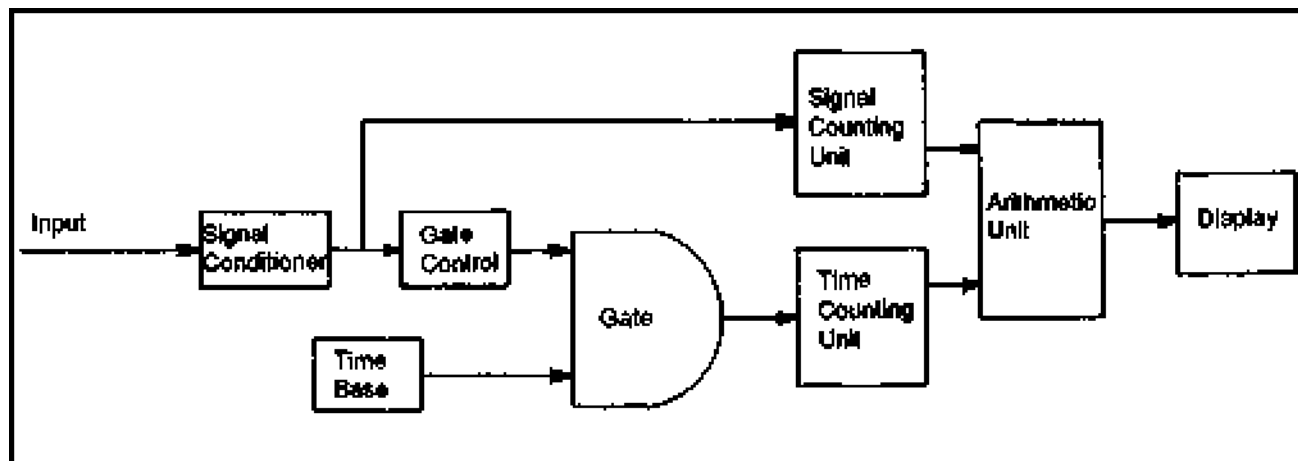 Input
Signal
Conditioner
Gate
Control
Time
Base
Gate
Signal
Counting
Unit
Time
Counting
Unit
Arithmetic
Unit
Display